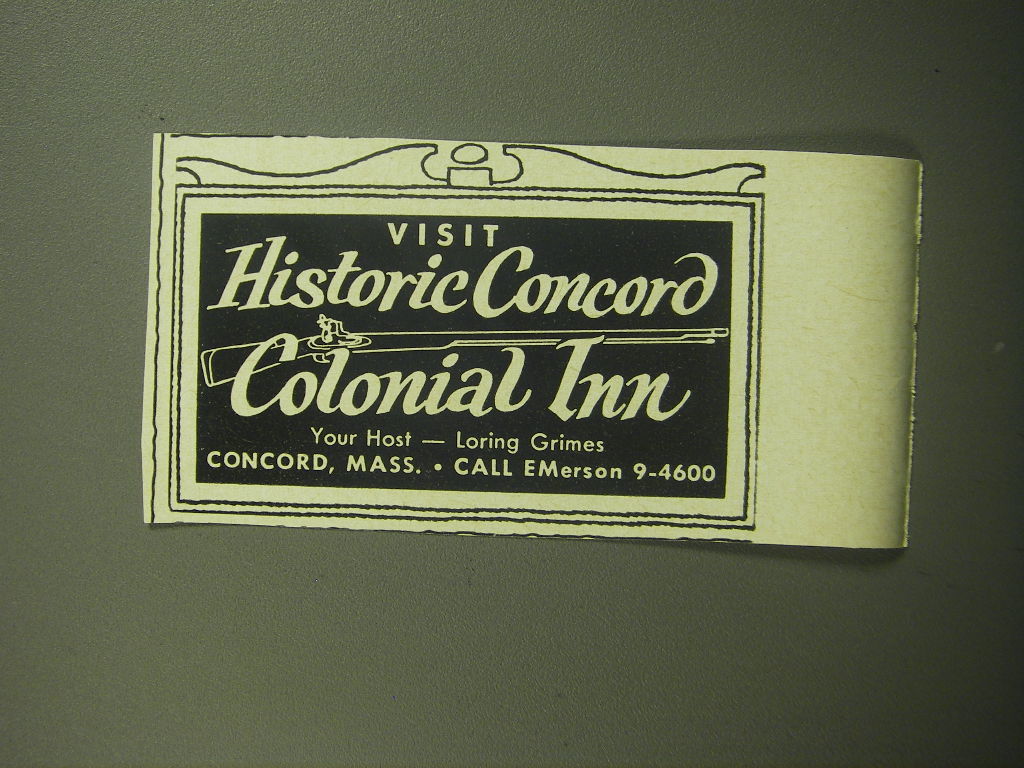 VISIT
Historic Concord
Colonial Inn
Your Host — Loring Grimes
CONCORD, MASS. • CALL EMerson 9-4600